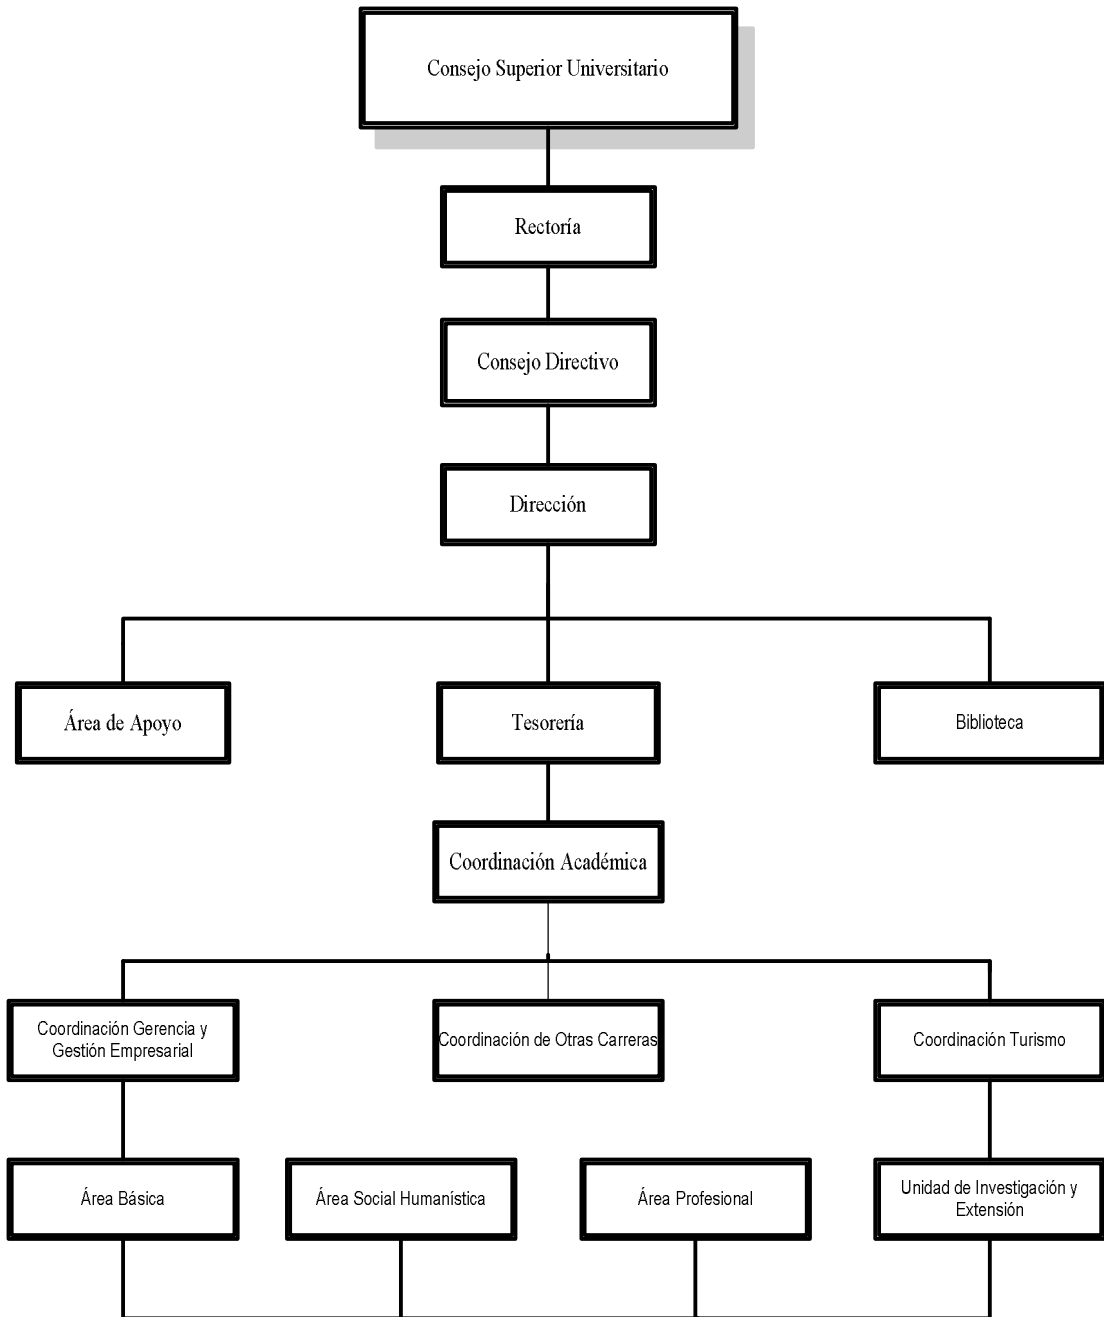 Consejo Superior Universitario
Rectoría
Consejo Directivo
Dirección
Área de Apoyo
Tesorería
Biblioteca
Coordinación Académica
Coordinación Gerencia y
Gestión Empresarial
Coordinación de Otras Carreras
Coordinación Turismo
Área Básica
Área Social Humanística
Área Profesional
Unidad de Investigación y
Extensión